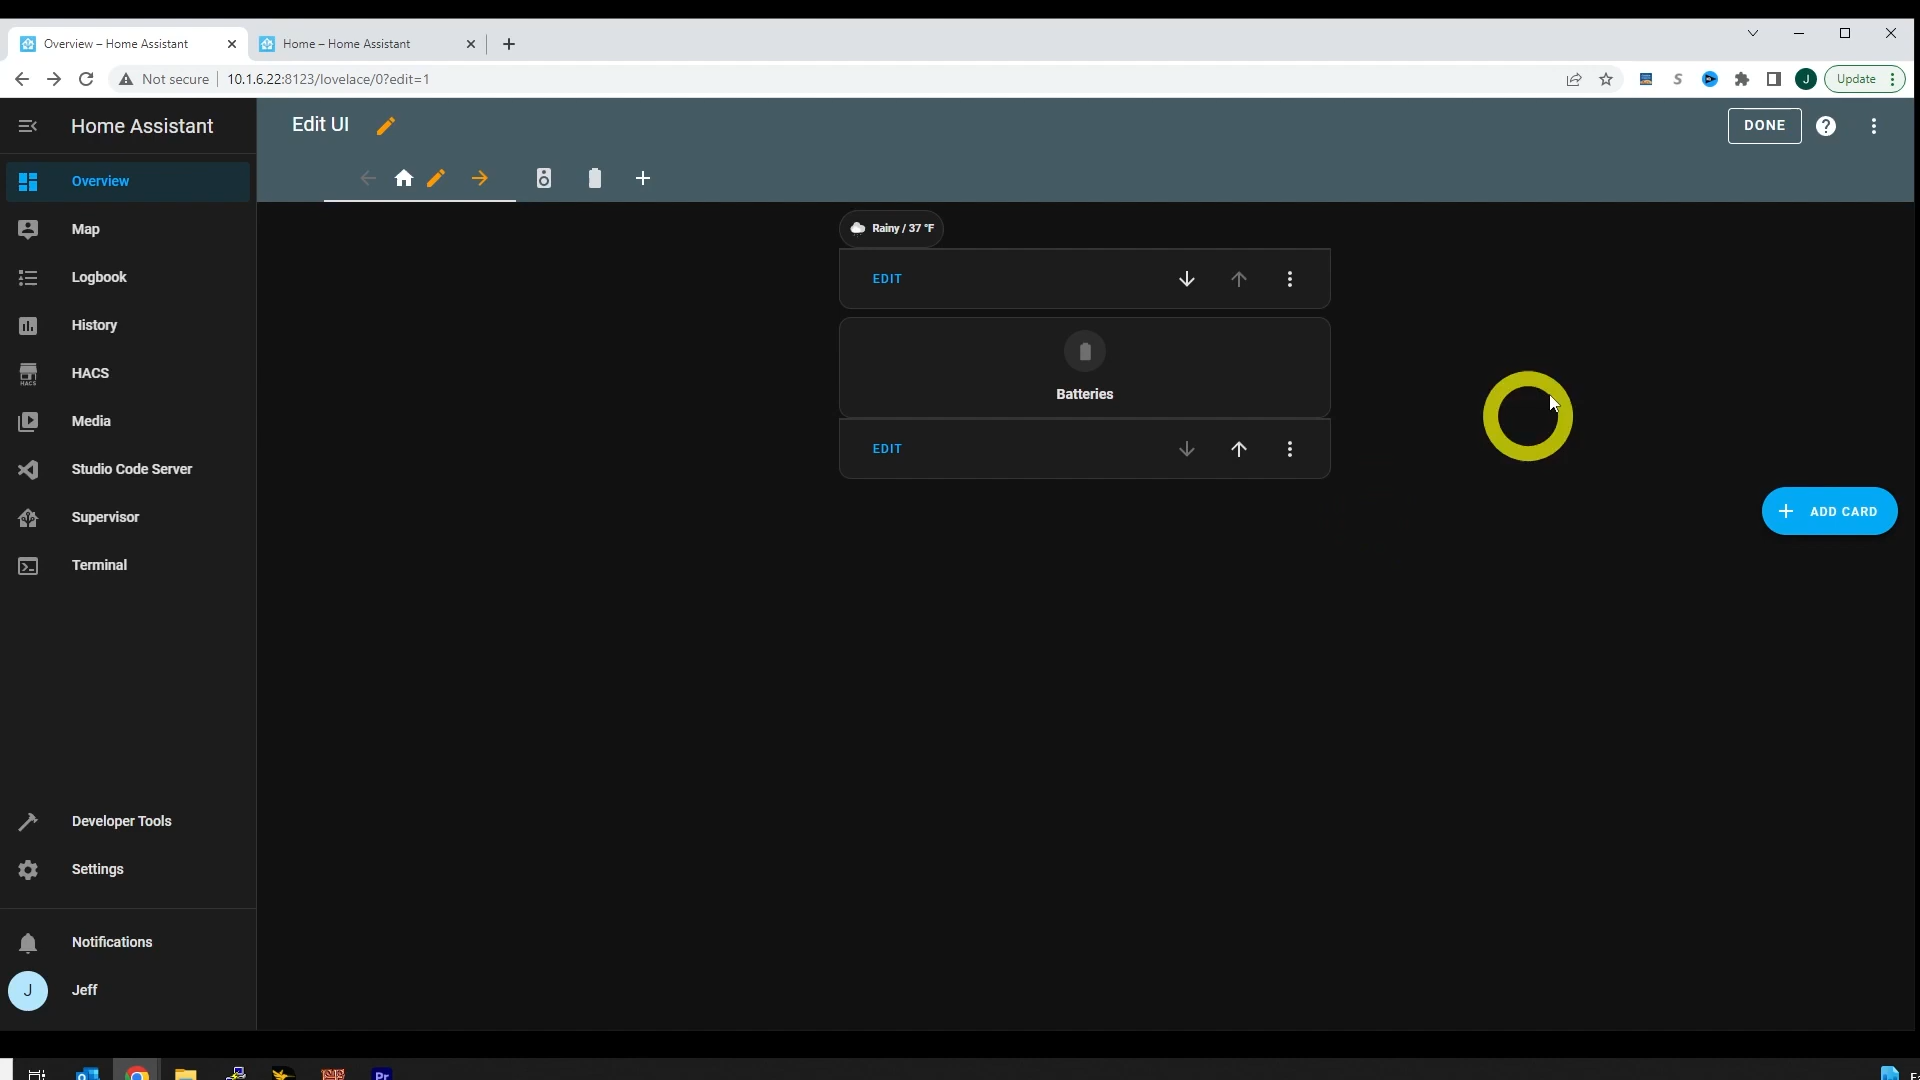 Overview – Home Assistant
Home – Home Assistant
Not secure
10.1.6.22:8123/lovelace/0?edit=1
S
J
Update
Home Assistant
Edit UI
DONE
?
Overview
Map
Logbook
History
HACS
HACS
Media
Studio Code Server
Supervisor
Terminal
Developer Tools
Settings
Notifications
J
Jeff
Rainy / 37 °F
EDIT
Batteries
EDIT
ADD CARD
Pr